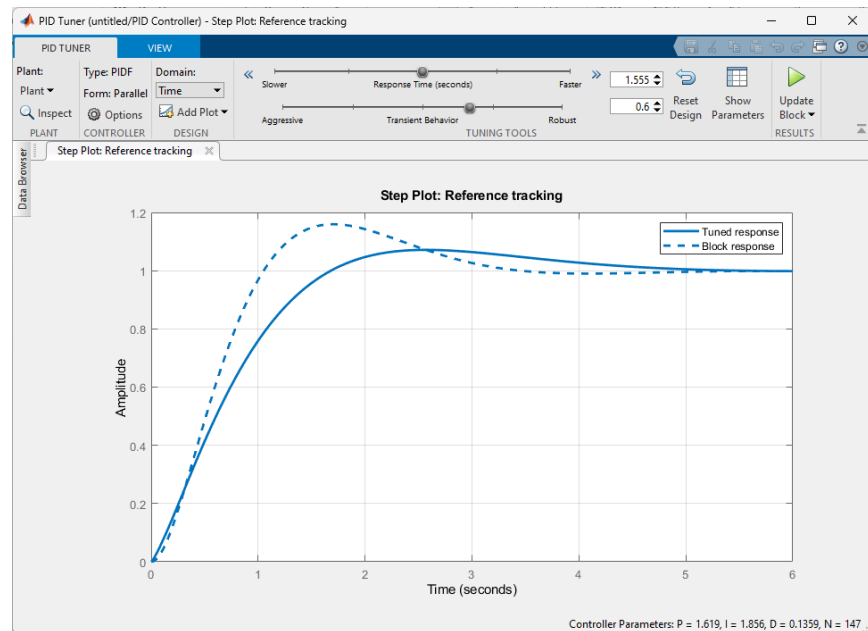 PID Tuner (untitled/PID Controller) - Step Plot: Reference tracking
PID TUNER
VIEW
Plant:
Plant
Inspect
PLANT
Type: PIDF
Form: Parallel
Options
CONTROLLER
Domain:
Time
Add Plot
DESIGN
Slower
Response Time (seconds)
Faster
1.555
Aggressive
Transient Behavior
Robust
0.6
TUNING TOOLS
Reset
Design
Show
Parameters
Update
Block
RESULTS
Data Browser
Step Plot: Reference tracking
Step Plot: Reference tracking
Tuned response
Block response
Amplitude
1.2
1
0.8
0.6
0.4
0.2
0
0 1 2 3 4 5 6
Time (seconds)
Controller Parameters: P = 1.619, I = 1.856, D = 0.1359, N = 147